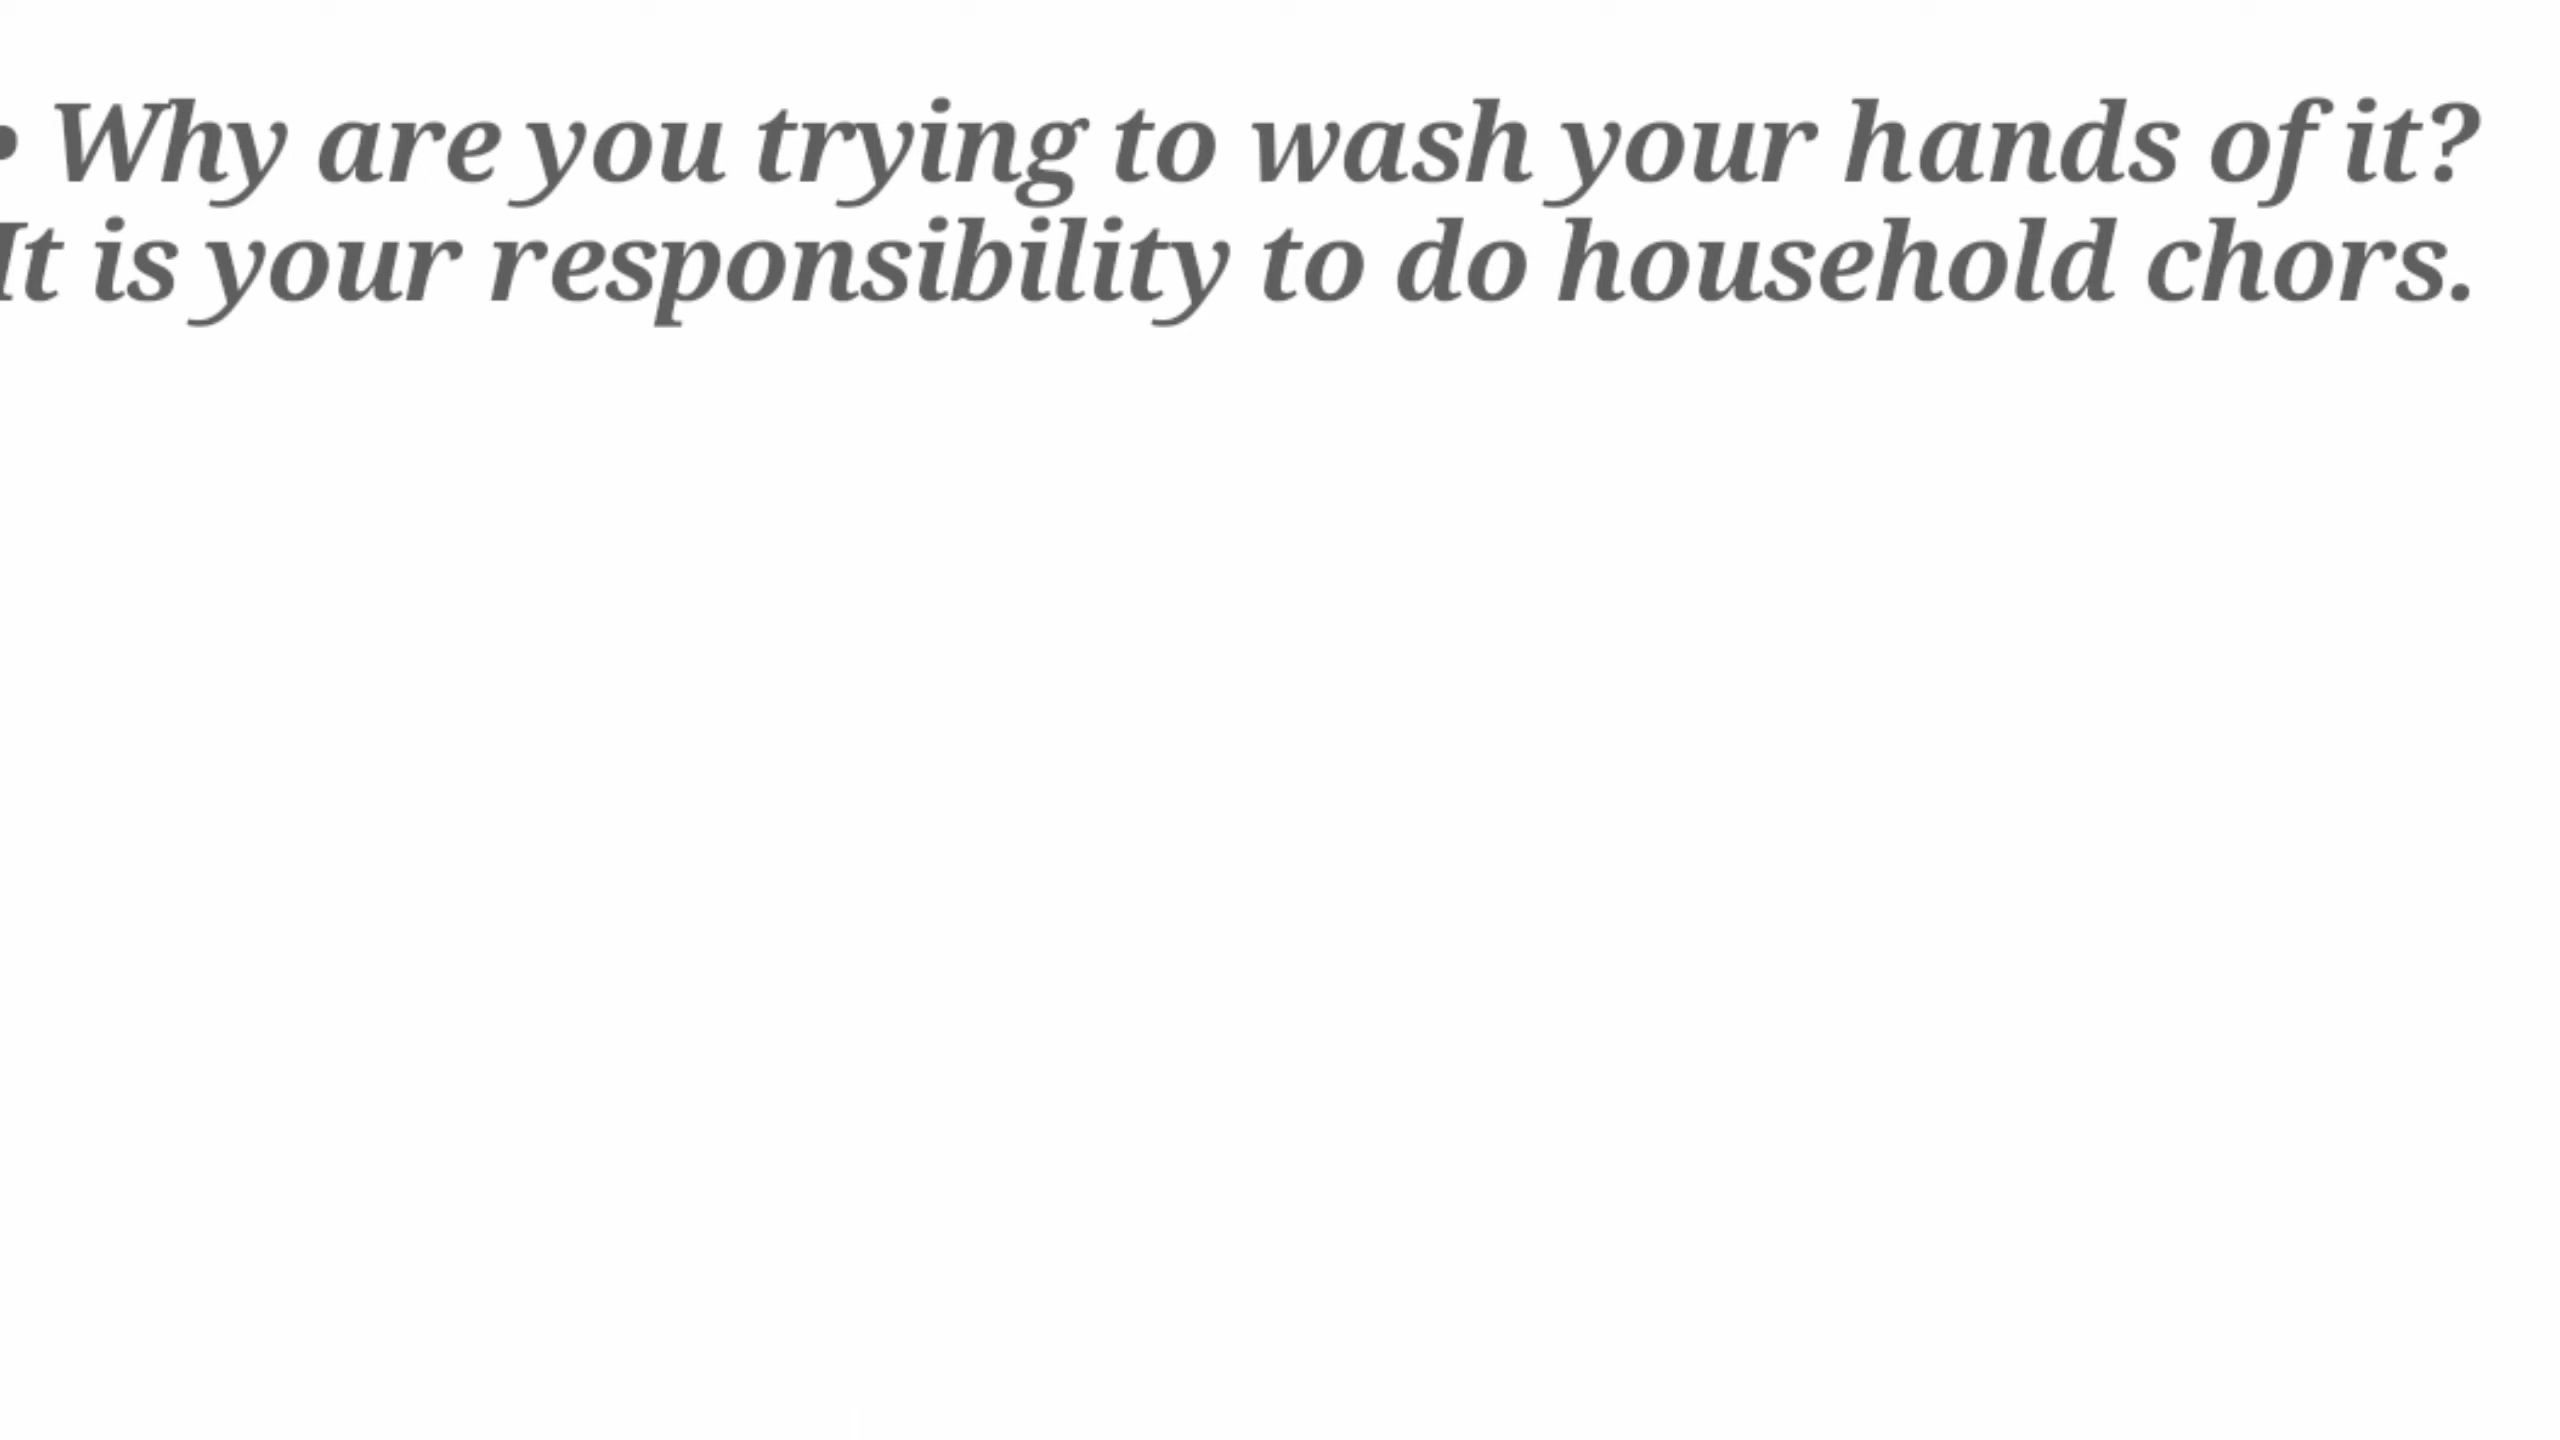 • Why are you trying to wash your hands of it?
It is your responsibility to do household chors.